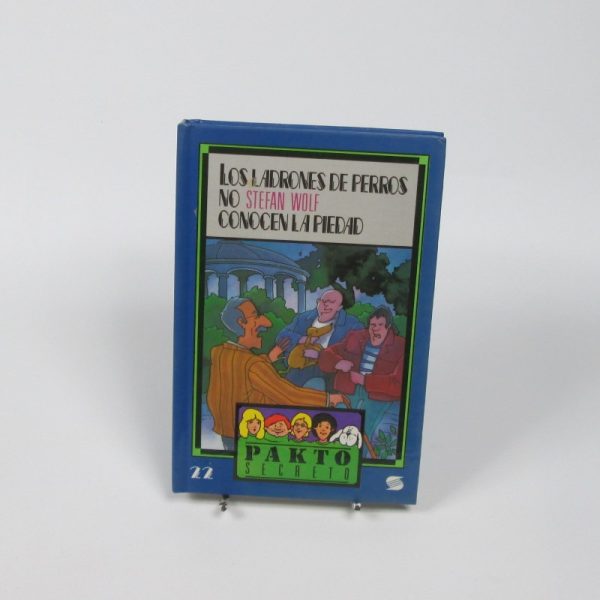 LOS LADRONES DE PERROS
NO STEFAN WOLF
CONOCEN LA PIEDAD
PAKTO
SECRETO
22